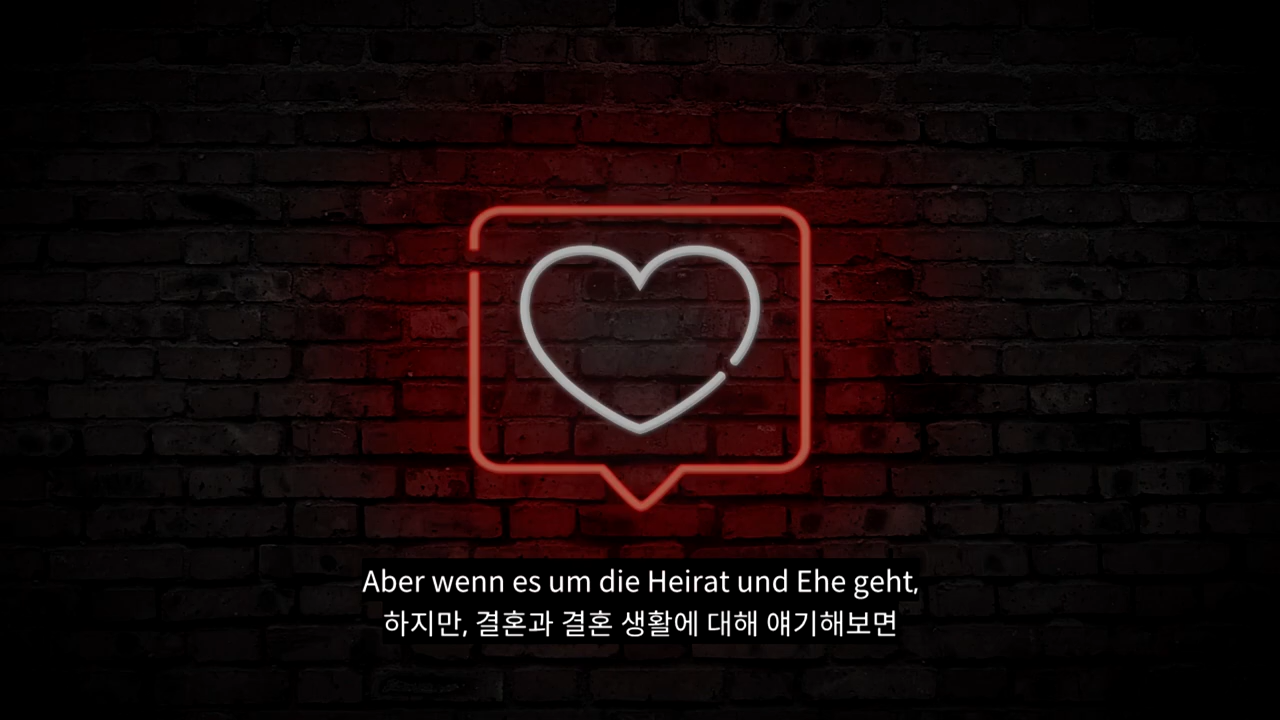 Aber wenn es um die Heirat und Ehe geht,
하지만, 결혼과 결혼 생활에 대해 얘기해보면